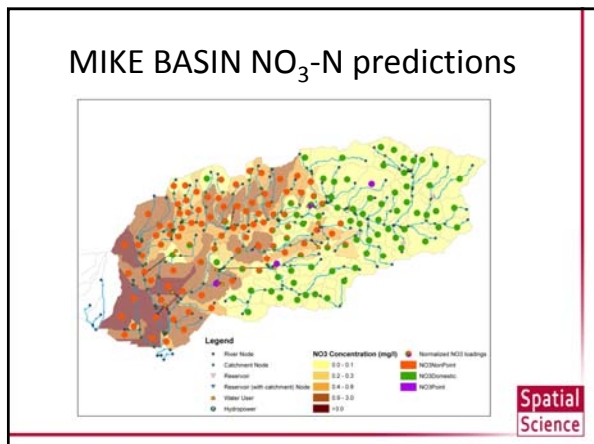 MIKE BASIN NO₃-N predictions
Legend
River Node
Catchment Node
Reservoir
Reservoir (with catchment) Node
Water User
Hydropower
NO3 Concentration (mg/l)
0.0 - 0.1
0.2 - 0.3
0.4 - 0.8
0.9 - 3.0
>3.0
Normalized NO3 loadings
NO3NonPoint
NO3Domestic
NO3Point
Spatial
Science